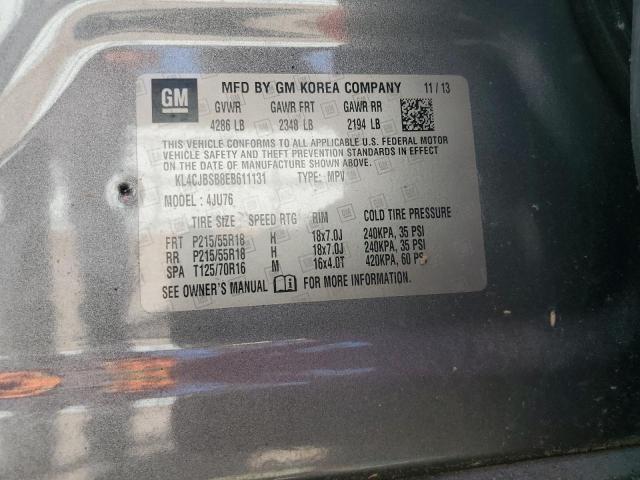 GM MFD BY GM KOREA COMPANY 11/13
GVWR GAWR FRT GAWR RR
4286 LB 2348 LB 2194 LB
THIS VEHICLE CONFORMS TO ALL APPLICABLE U.S. FEDERAL MOTOR
VEHICLE SAFETY AND THEFT PREVENTION STANDARDS IN EFFECT
ON THE DATE OF MANUFACTURE SHOWN ABOVE.
KL4CJBSB8EB611131 TYPE: MPV
MODEL : 4JU76
TIRE SIZE SPEED RTG RIM COLD TIRE PRESSURE
FRT P215/55R18 H 18x7.0J 240KPA, 35 PSI
RR P215/55R18 H 18x7.0J 240KPA, 35 PSI
SPA T125/70R16 M 16x4.0T 420KPA, 60 PSI
SEE OWNER'S MANUAL FOR MORE INFORMATION.